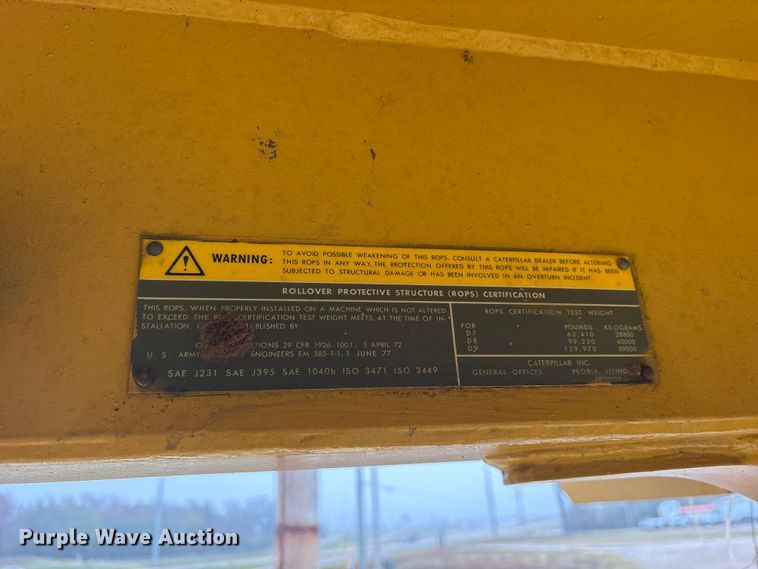 WARNING:
TO AVOID POSSIBLE WEAKENING OF THIS ROPS, CONSULT A CATERPILLAR DEALER BEFORE ALTERING
THIS ROPS IN ANY WAY. THE PROTECTION OFFERED BY THIS ROPS WILL BE IMPAIRED IF IT HAS BEEN
SUBJECTED TO STRUCTURAL DAMAGE OR HAS BEEN INVOLVED IN AN OVERTURN INCIDENT.
ROLLOVER PROTECTIVE STRUCTURE (ROPS) CERTIFICATION
THIS ROPS, WHEN PROPERLY INSTALLED ON A MACHINE WHICH IS NOT ALTERED
TO EXCEED THE CERTIFICATION TEST WEIGHT MEETS, AT THE TIME OF IN-
STALLATION, BY:
29 CFR 1926.1001, 5 APRIL 72
U. S. ARMY ENGINEERS EM 385-1-1, 1 JUNE 77
SAE J231 SAE J395 SAE 1040b ISO 3471 ISO 3449
ROPS CERTIFICATION TEST WEIGHT
FOR POUNDS KILOGRAMS
D7 63,410 28800
D8 99,250 45000
D9 129,970 59000
CATERPILLAR INC.
GENERAL OFFICES PEORIA, ILLINOIS
Purple Wave Auction